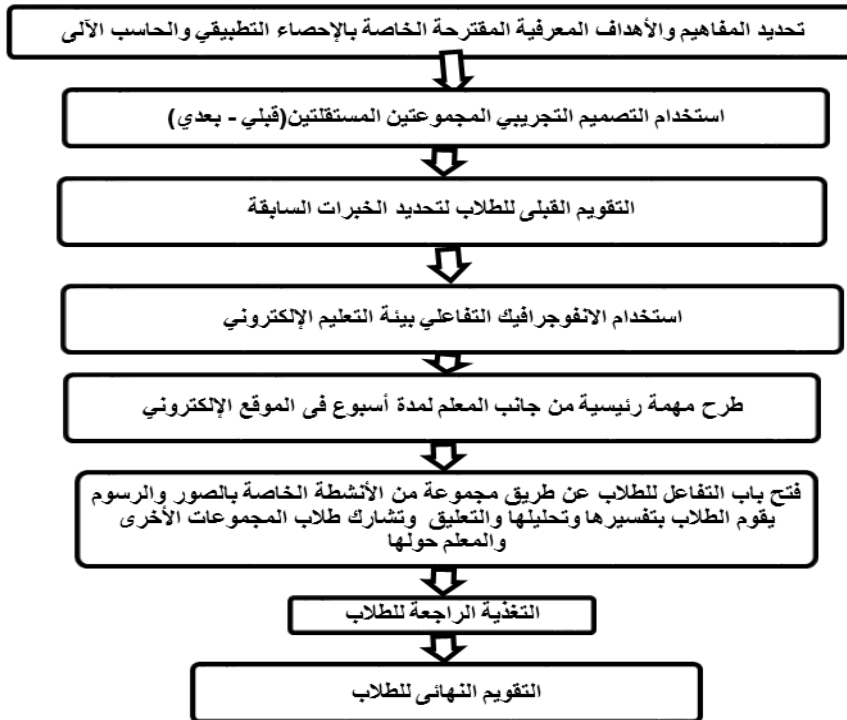 تحديد المفاهيم والأهداف المعرفية المقترحة الخاصة بالإحصاء التطبيقي والحاسب الآلى
استخدام التصميم التجريبي المجموعتين المستقلتين(قبلي - بعدي)
التقويم القبلى للطلاب لتحديد الخبرات السابقة
استخدام الانفوجرافيك التفاعلي ببيئة التعليم الإلكتروني
طرح مهمة رئيسية من جانب المعلم لمدة أسبوع فى الموقع الإلكتروني
فتح باب التفاعل للطلاب عن طريق مجموعة من الأنشطة الخاصة بالصور والرسوم
يقوم الطلاب بتفسيرها وتحليلها والتعليق وتشارك طلاب المجموعات الأخرى
والمعلم حولها
التغذية الراجعة للطلاب
التقويم النهائى للطلاب